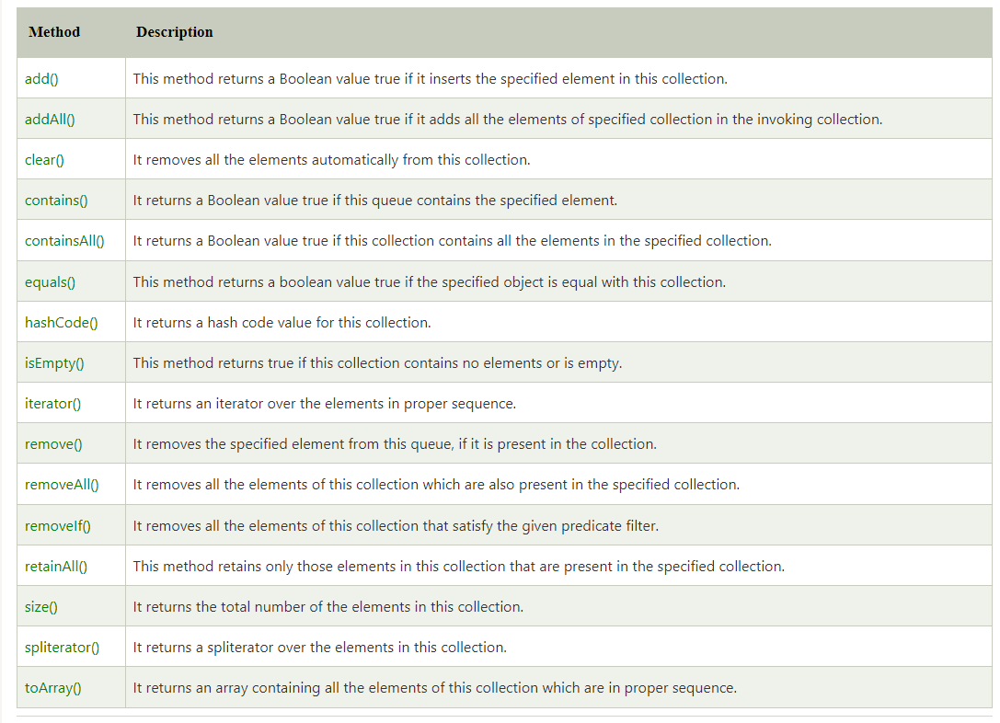 Method Description
add() This method returns a Boolean value true if it inserts the specified element in this collection.
addAll() This method returns a Boolean value true if it adds all the elements of specified collection in the invoking collection.
clear() It removes all the elements automatically from this collection.
contains() It returns a Boolean value true if this queue contains the specified element.
containsAll() It returns a Boolean value true if this collection contains all the elements in the specified collection.
equals() This method returns a boolean value true if the specified object is equal with this collection.
hashCode() It returns a hash code value for this collection.
isEmpty() This method returns true if this collection contains no elements or is empty.
iterator() It returns an iterator over the elements in proper sequence.
remove() It removes the specified element from this queue, if it is present in the collection.
removeAll() It removes all the elements of this collection which are also present in the specified collection.
removeIf() It removes all the elements of this collection that satisfy the given predicate filter.
retainAll() This method retains only those elements in this collection that are present in the specified collection.
size() It returns the total number of the elements in this collection.
spliterator() It returns a spliterator over the elements in this collection.
toArray() It returns an array containing all the elements of this collection which are in proper sequence.